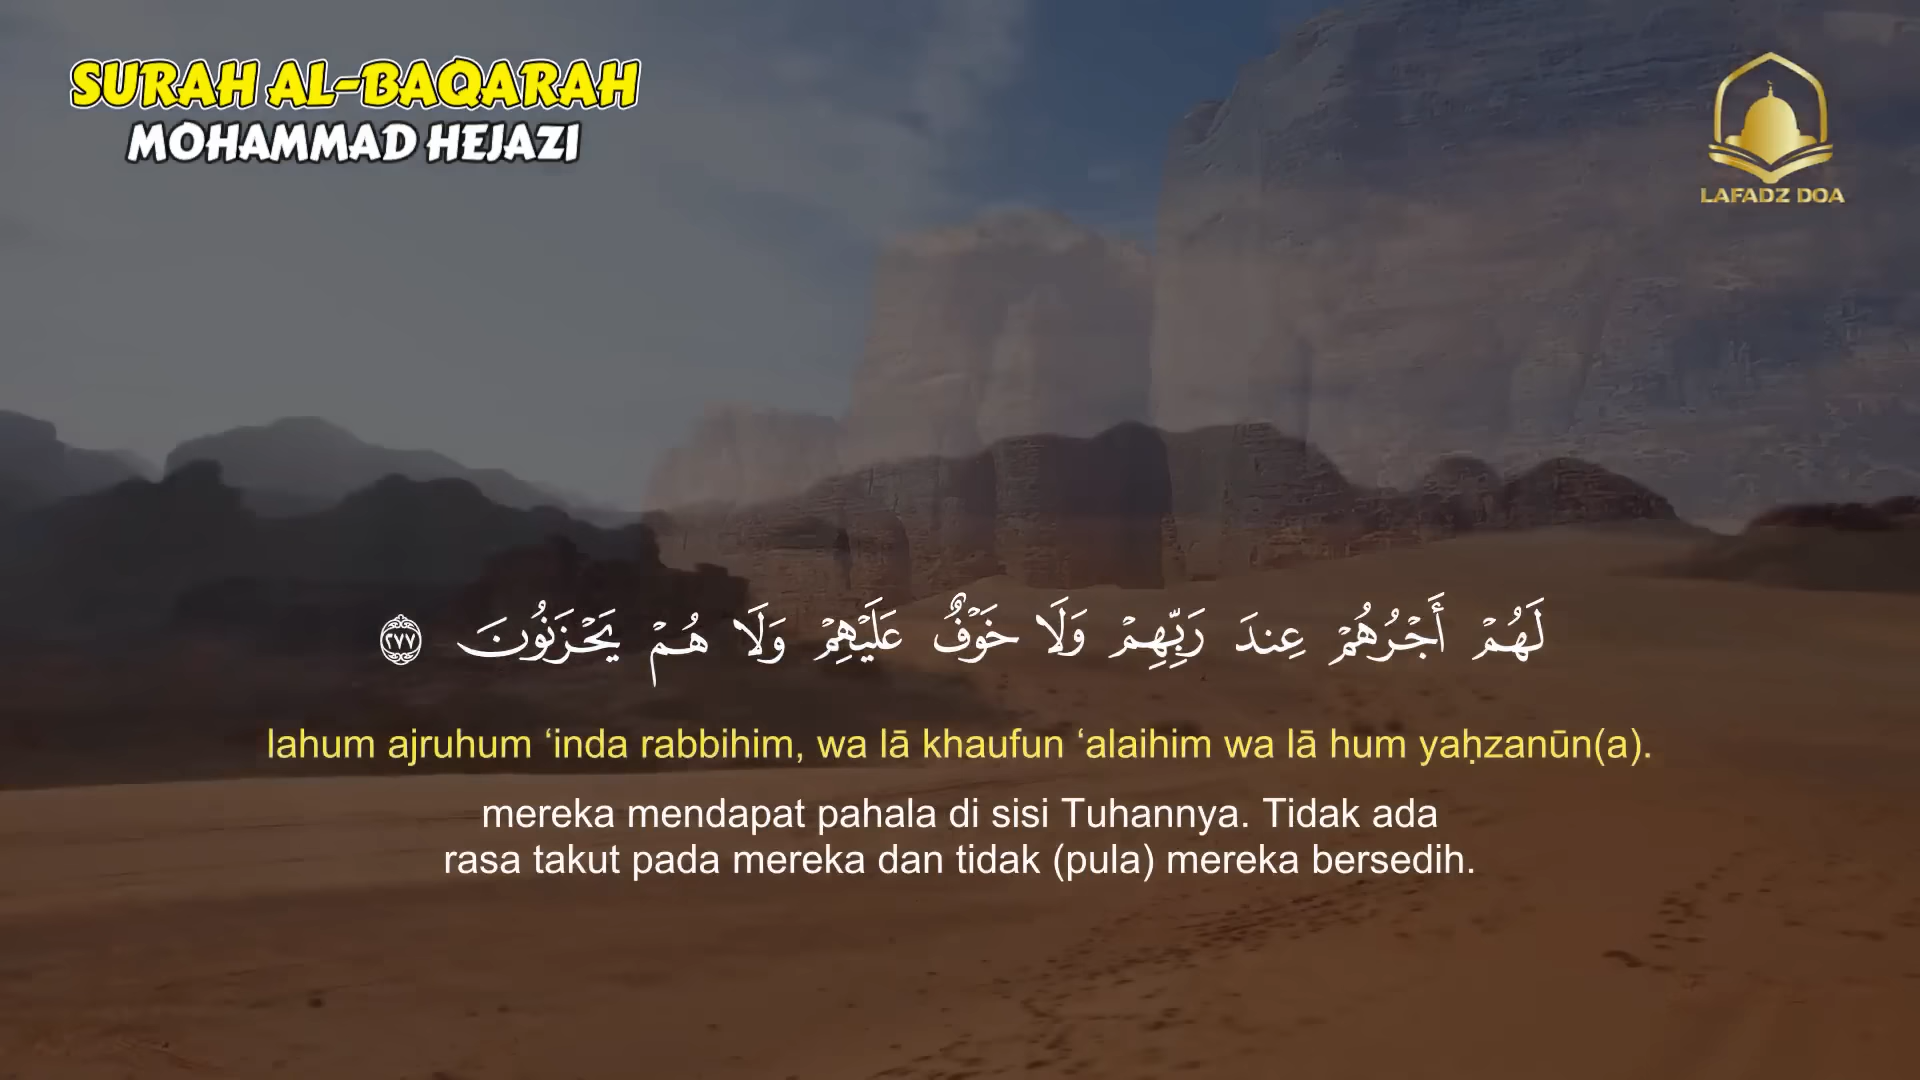 SURAH AL-BAQARAH
MOHAMMAD HEJAZI
LAFADZ DOA
لَهُمْ أَجْرُهُمْ عِندَ رَبِّهِمْ وَلَا خَوْفٌ عَلَيْهِمْ وَلَا هُمْ يَحْزَنُونَ ٢٧٧
lahum ajruhum ‘inda rabbihim, wa lā khaufun ‘alaihim wa lā hum yaḥzanūn(a).
mereka mendapat pahala di sisi Tuhannya. Tidak ada
rasa takut pada mereka dan tidak (pula) mereka bersedih.